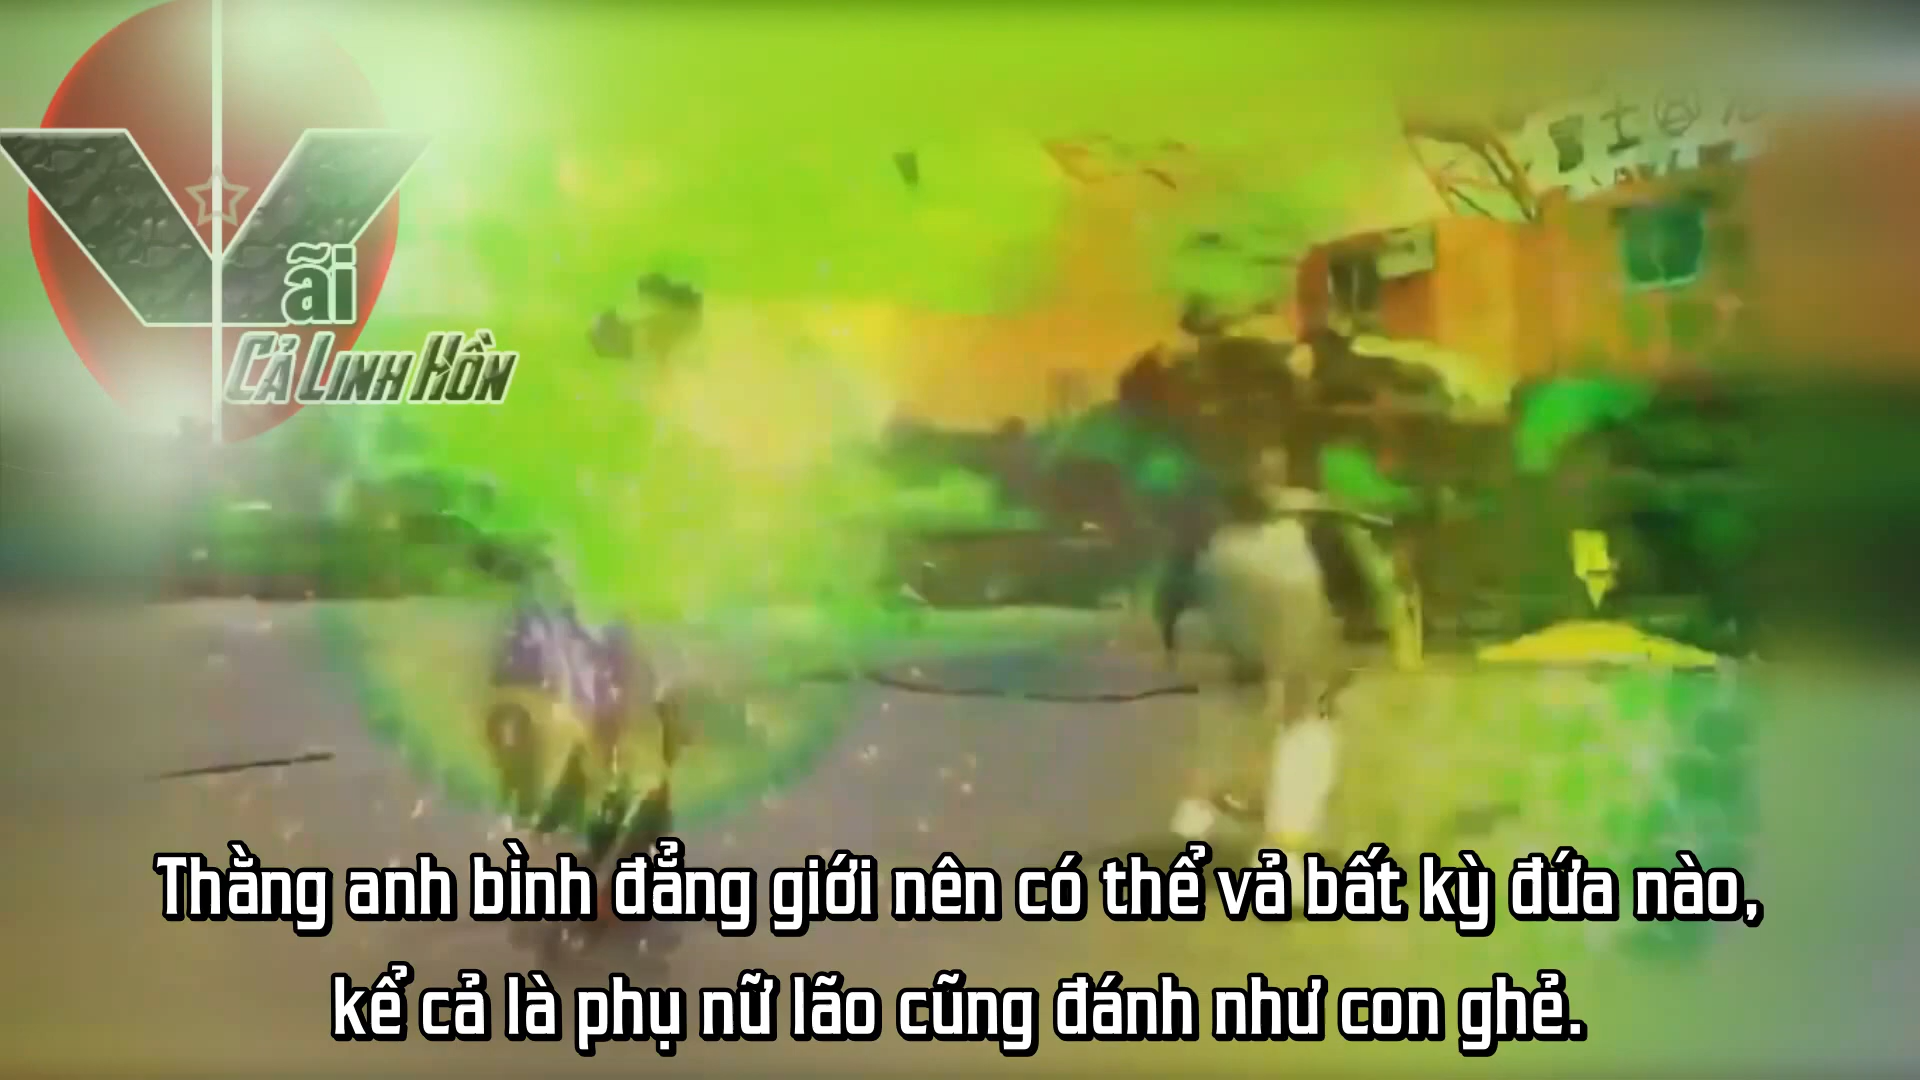 Vãi
Cả Linh Hồn
Thằng anh bình đẳng giới nên có thể vả bất kỳ đứa nào,
kể cả là phụ nữ lão cũng đánh như con ghẻ.